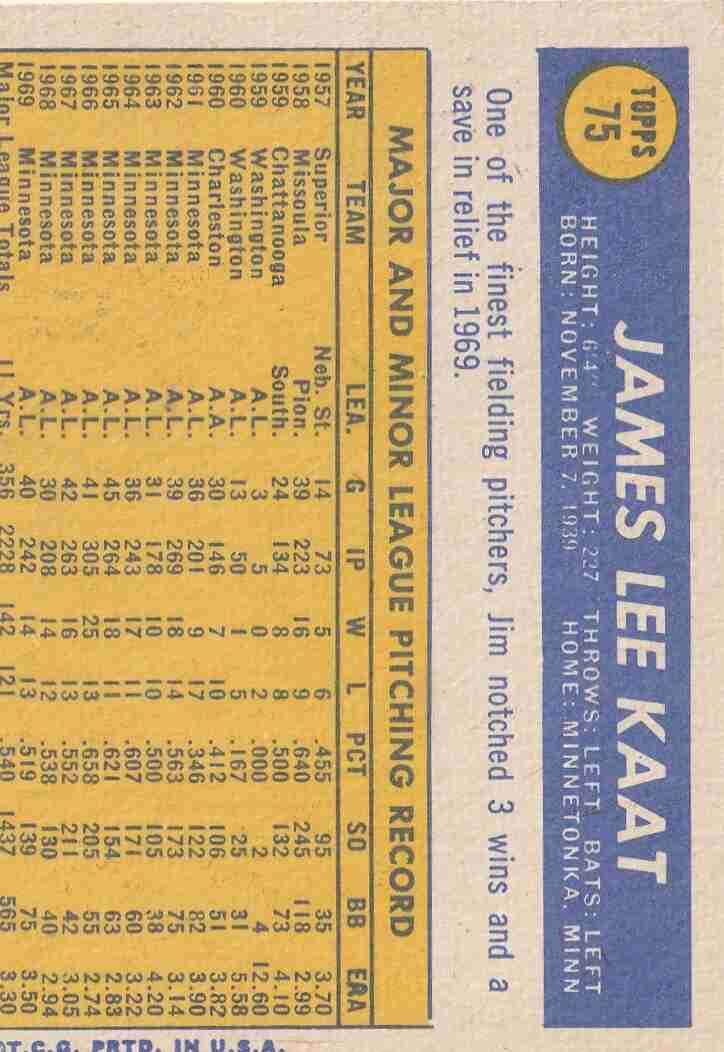 TOPPS
75
JAMES LEE KAAT
HEIGHT: 6'4" WEIGHT: 227 THROWS: LEFT BATS: LEFT
BORN: NOVEMBER 7, 1939 HOME: MINNETONKA, MINN
One of the finest fielding pitchers, Jim notched 3 wins and a
save in relief in 1969.
MAJOR AND MINOR LEAGUE PITCHING RECORD
YEAR TEAM LEA. G IP W L PCT SO BB ERA
1957 Superior Neb. St. 14 73 5 6 .455 95 35 3.70
1958 Missoula Pion. 39 223 16 9 .640 245 118 2.99
1959 Chattanooga South. 24 134 8 8 .500 132 73 4.10
1959 Washington A.L. 3 5 0 2 .000 2 4 12.60
1960 Washington A.L. 13 50 1 5 .167 25 31 5.58
1960 Charleston A.A. 30 146 7 10 .412 106 51 3.82
1961 Minnesota A.L. 36 201 9 17 .346 122 82 3.90
1962 Minnesota A.L. 39 269 18 14 .563 173 75 3.14
1963 Minnesota A.L. 31 178 10 10 .500 105 38 4.20
1964 Minnesota A.L. 36 243 17 11 .607 171 60 3.22
1965 Minnesota A.L. 45 264 18 11 .621 154 63 2.83
1966 Minnesota A.L. 41 305 25 13 .658 205 55 2.74
1967 Minnesota A.L. 42 263 16 13 .552 211 42 3.05
1968 Minnesota A.L. 30 208 14 12 .538 130 40 2.94
1969 Minnesota A.L. 40 242 14 13 .519 139 75 3.50
Major League Totals 11 Yrs. 356 2228 142 121 .540 1437 565 3.30
T.C.G. PRTD. IN U.S.A.